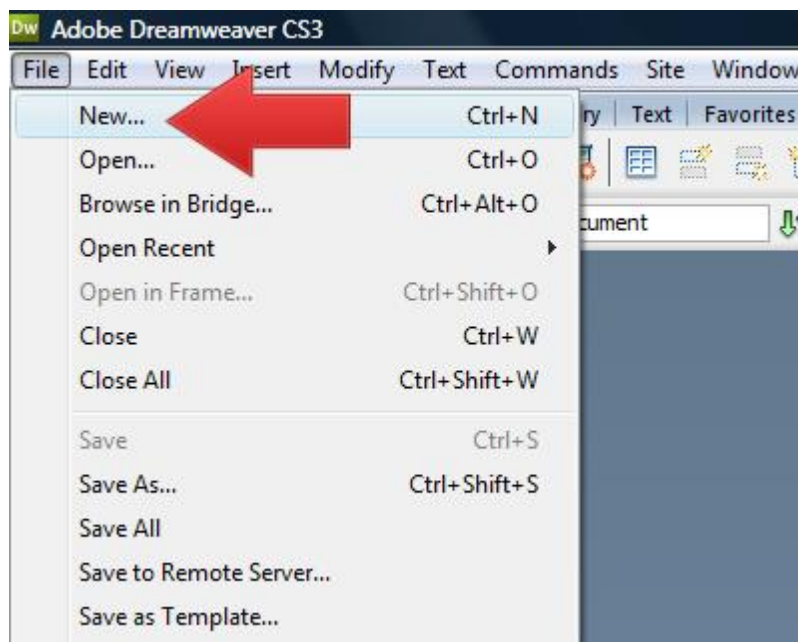 Dw Adobe Dreamweaver CS3
File Edit View Insert Modify Text Commands Site Window
New... Ctrl+N
Text Favorites
Open... Ctrl+O
Browse in Bridge... Ctrl+Alt+O
Open Recent
Open in Frame... Ctrl+Shift+O
Close Ctrl+W
Close All Ctrl+Shift+W
Save Ctrl+S
Save As... Ctrl+Shift+S
Save All
Save to Remote Server...
Save as Template...